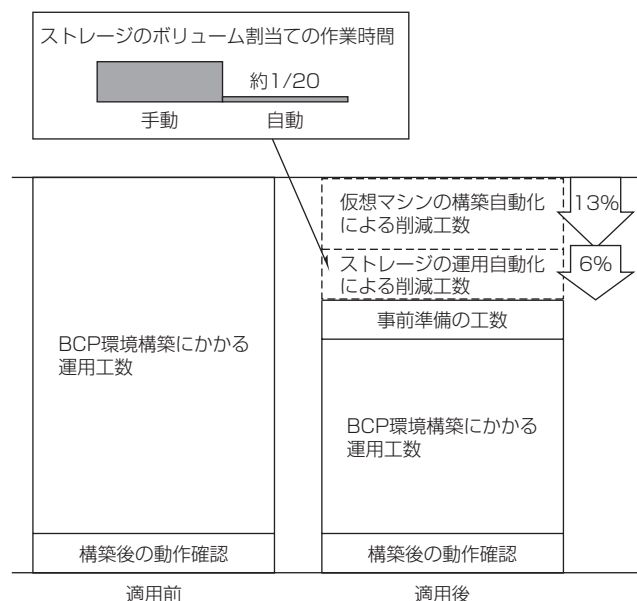 ストレージのボリューム割当ての作業時間
約1/20
手動
自動
仮想マシンの構築自動化
による削減工数
13%
ストレージの運用自動化
による削減工数
6%
事前準備の工数
BCP環境構築にかかる
運用工数
BCP環境構築にかかる
運用工数
構築後の動作確認
構築後の動作確認
適用前
適用後